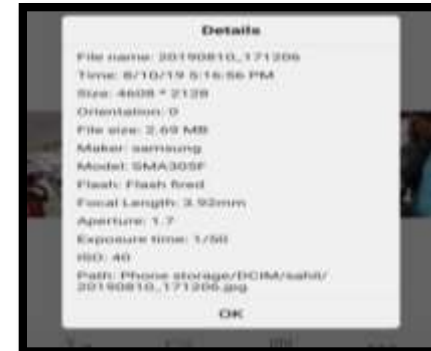 Details
File name: 20190810_171206
Time: 8/10/19 5:16:56 PM
Size: 4608 * 2128
Orientation: 0
File size: 2.69 MB
Maker: samsung
Model: SMA305F
Flash: Flash fired
Focal Length: 3.92mm
Aperture: 1.7
Exposure time: 1/50
ISO: 40
Path: Phone storage/DCIM/sahil/
20190810_171206.jpg
OK